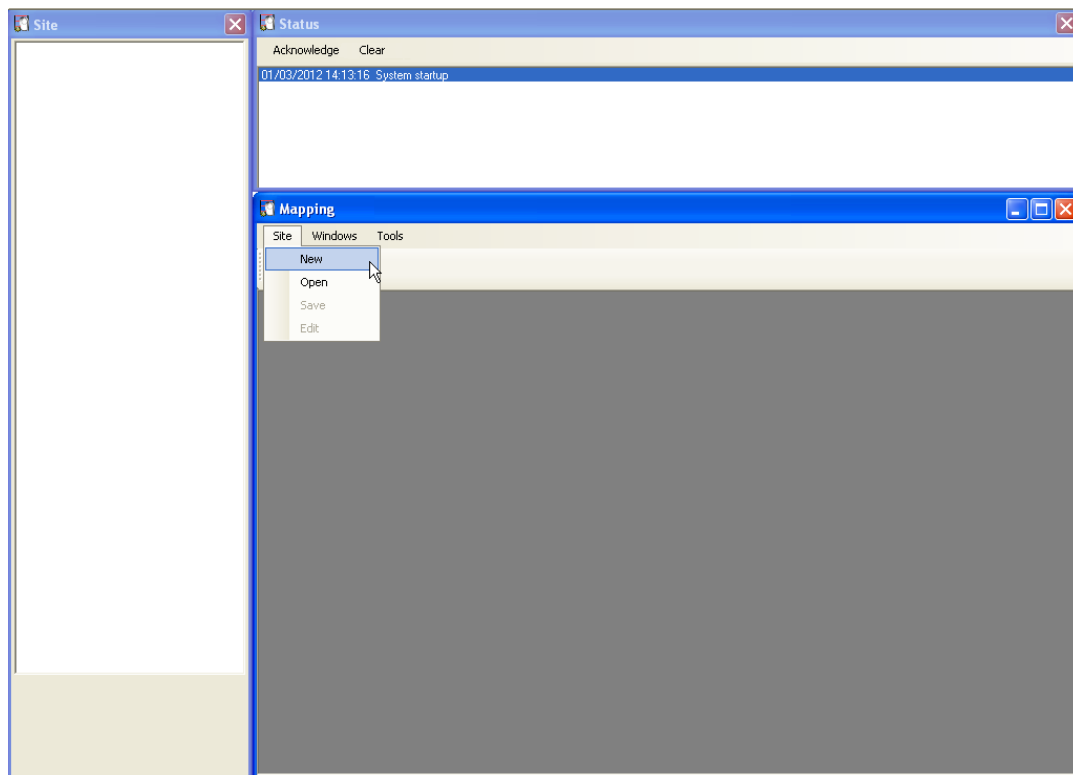 Site
Status
Acknowledge Clear
01/03/2012 14:13:16 System startup
Mapping
Site Windows Tools
New
Open
Save
Edit